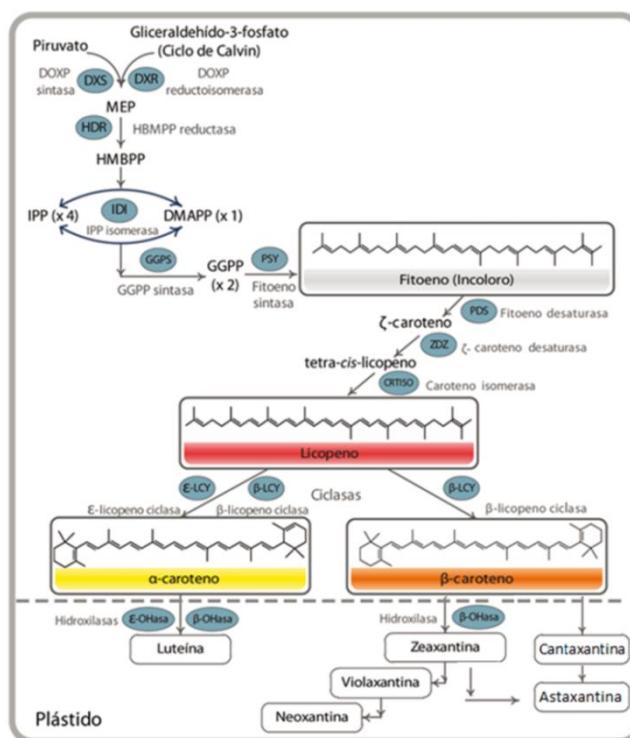 Piruvato
Gliceraldehído-3-fosfato
(Ciclo de Calvin)
DOXP
sintasa
DXS
DXR
DOXP
reductoisomerasa
MEP
HDR
HBMPP reductasa
HMBPP
IPP (x 4)
IDI
DMAPP (x 1)
IPP isomerasa
GGPS
GGPP sintasa
GGPP
(x 2)
PSY
Fitoeno
sintasa
Fitoeno (Incoloro)
PDS
Fitoeno desaturasa
ζ-caroteno
ZDZ
ζ- caroteno desaturasa
tetra-cis-licopeno
CRTISO
Caroteno isomerasa
Licopeno
Ɛ-LCY
β-LCY
Ciclasas
β-LCY
Ɛ-licopeno ciclasa
β-licopeno ciclasa
β-licopeno ciclasa
α-caroteno
β-caroteno
Hidroxilasas
Ɛ-OHasa
β-OHasa
Hidroxilasa
β-OHasa
Luteína
Zeaxantina
Cantaxantina
Violaxantina
Astaxantina
Neoxantina
Plástido